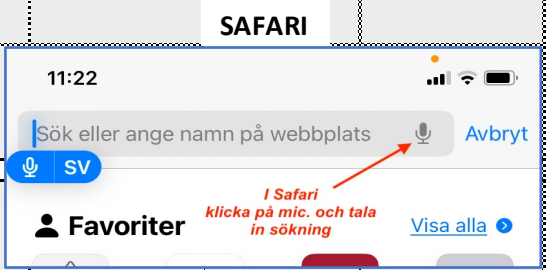 SAFARI
11:22
Sök eller ange namn på webbplats
Avbryt
SV
I Safari
klicka på mic. och tala
in sökning
Favoriter
Visa alla